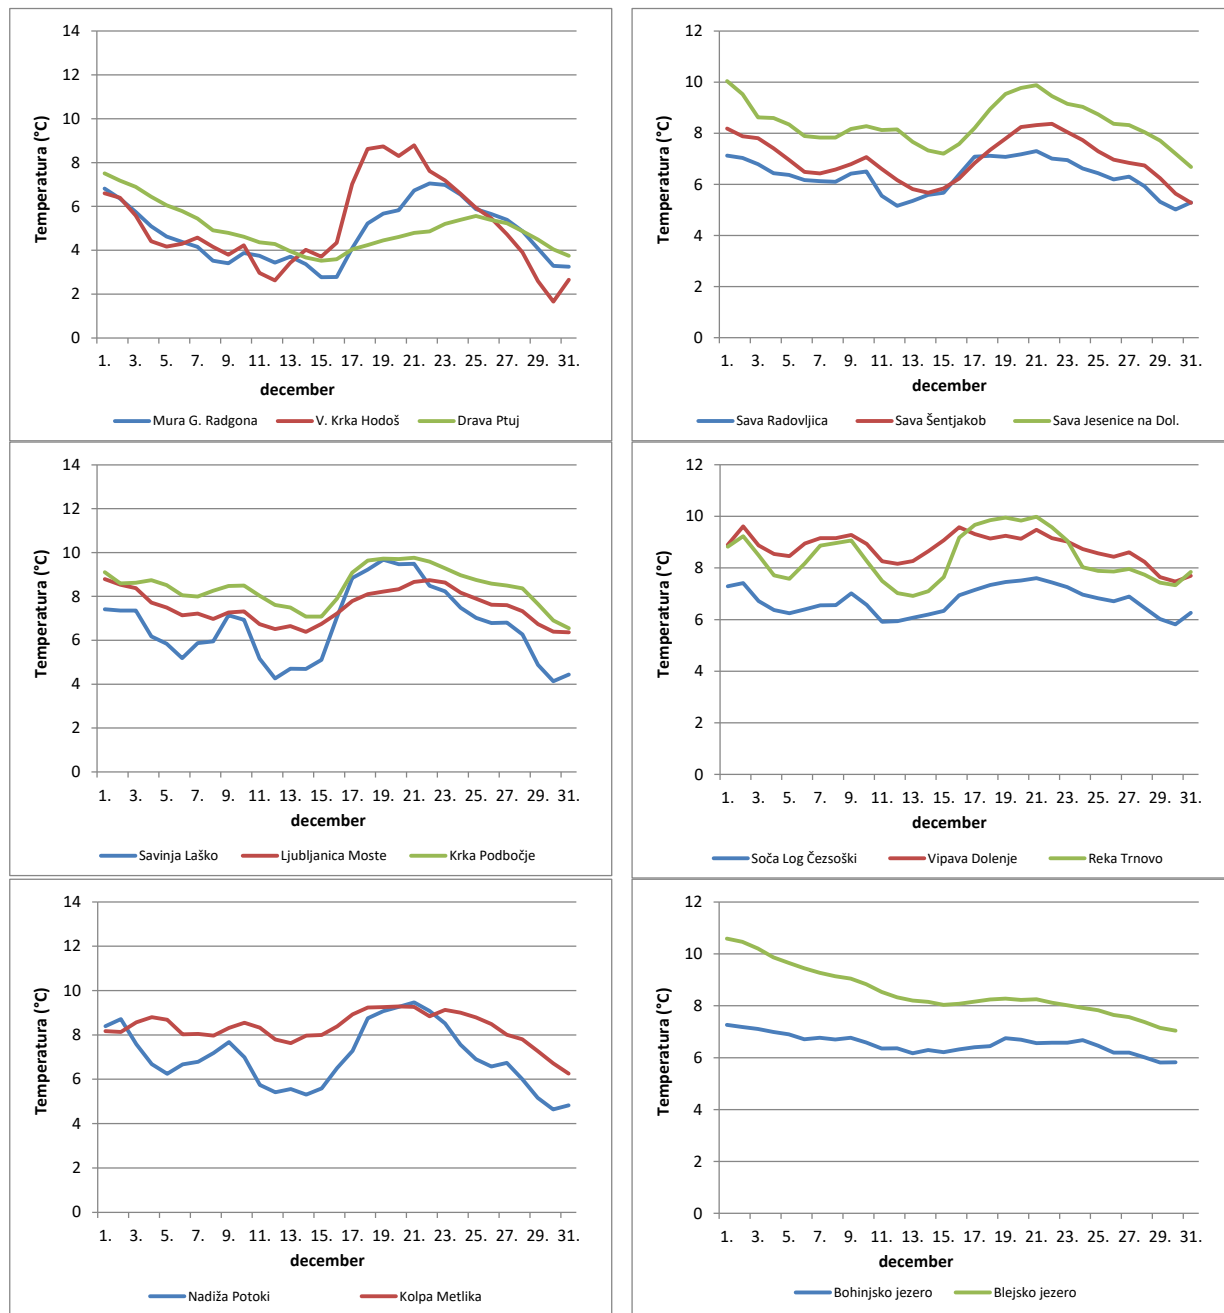 14
12
10
8
6
4
2
0
Temperatura (°C)
1. 3. 5. 7. 9. 11. 13. 15. 17. 19. 21. 23. 25. 27. 29. 31.
december
Mura G. Radgona V. Krka Hodoš Drava Ptuj
12
10
8
6
4
2
0
Temperatura (°C)
1. 3. 5. 7. 9. 11. 13. 15. 17. 19. 21. 23. 25. 27. 29. 31.
december
Sava Radovljica Sava Šentjakob Sava Jesenice na Dol.
14
12
10
8
6
4
2
0
Temperatura (°C)
1. 3. 5. 7. 9. 11. 13. 15. 17. 19. 21. 23. 25. 27. 29. 31.
december
Savinja Laško Ljubljanica Moste Krka Podbočje
12
10
8
6
4
2
0
Temperatura (°C)
1. 3. 5. 7. 9. 11. 13. 15. 17. 19. 21. 23. 25. 27. 29. 31.
december
Soča Log Čezsoški Vipava Dolenje Reka Trnovo
14
12
10
8
6
4
2
0
Temperatura (°C)
1. 3. 5. 7. 9. 11. 13. 15. 17. 19. 21. 23. 25. 27. 29. 31.
december
Nadiža Potoki Kolpa Metlika
12
10
8
6
4
2
0
Temperatura (°C)
1. 3. 5. 7. 9. 11. 13. 15. 17. 19. 21. 23. 25. 27. 29. 31.
december
Bohinjsko jezero Blejsko jezero